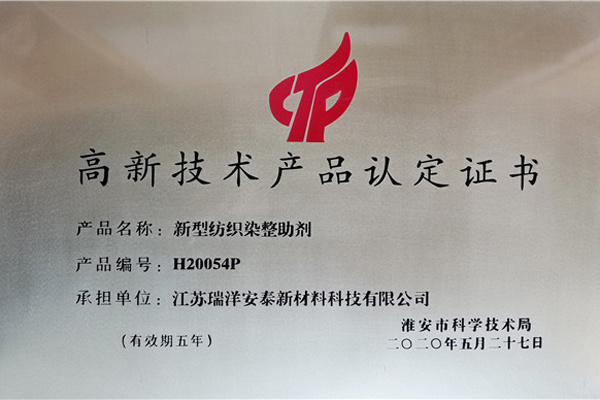 CTP
高新技术产品认定证书
产品名称：新型纺织染整助剂
产品编号：H20054P
承担单位：江苏瑞洋安泰新材料科技有限公司
淮安市科学技术局
（有效期五年）
二〇二〇年五月二十七日